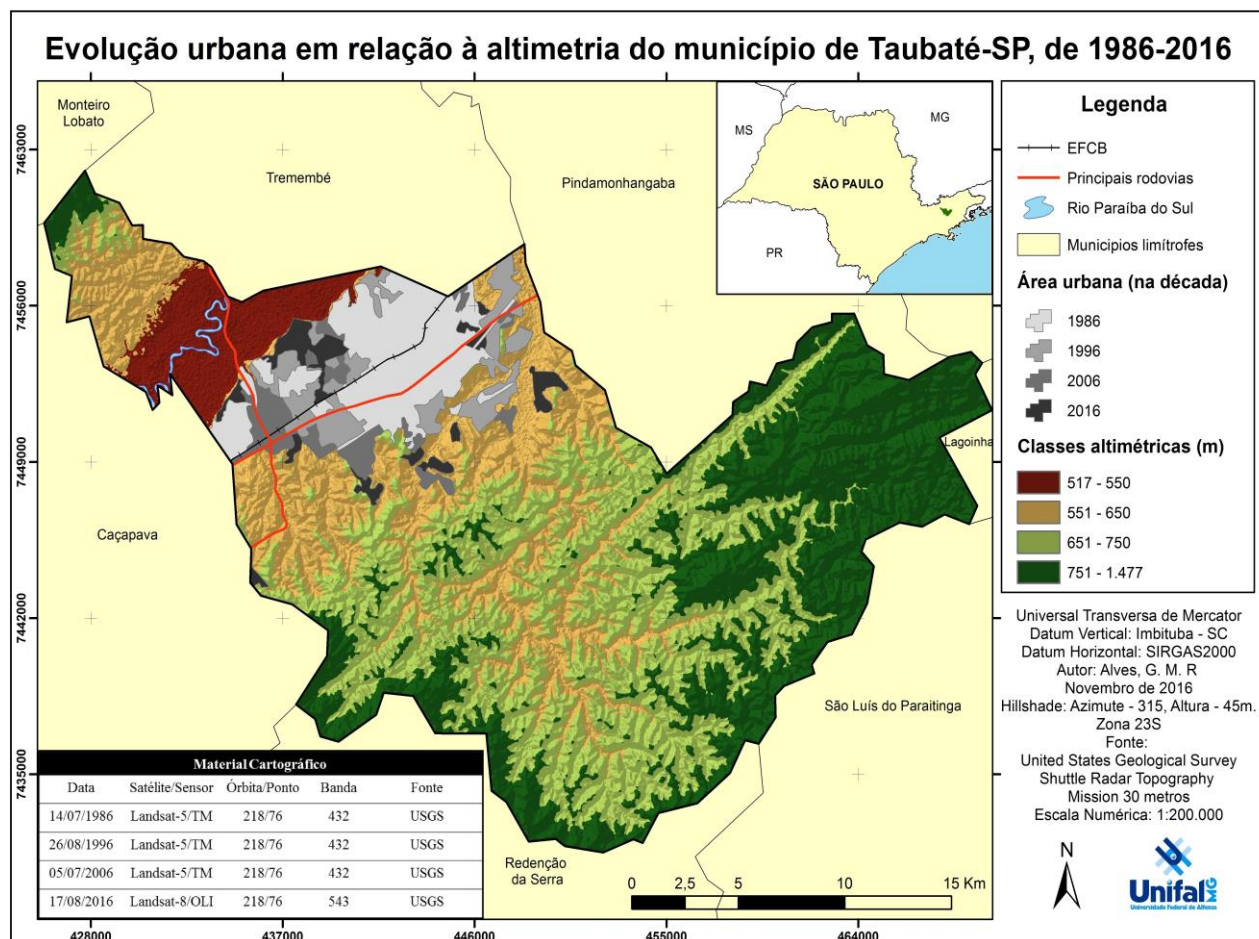 Evolução urbana em relação à altimetria do município de Taubaté-SP, de 1986-2016
Monteiro
Lobato
Tremembé
Pindamonhangaba
Caçapava
Lagoinha
São Luís do Paraitinga
Redenção
da Serra
MS
MG
SÃO PAULO
PR
7463000
7456000
7449000
7442000
7435000
428000
437000
446000
455000
464000
0
2,5
5
10
15 Km
Material Cartográfico
Data Satélite/Sensor Órbita/Ponto Banda Fonte
14/07/1986 Landsat-5/TM 218/76 432 USGS
26/08/1996 Landsat-5/TM 218/76 432 USGS
05/07/2006 Landsat-5/TM 218/76 432 USGS
17/08/2016 Landsat-8/OLI 218/76 543 USGS
Legenda
EFCB
Principais rodovias
Rio Paraíba do Sul
Municipios limítrofes
Área urbana (na década)
1986
1996
2006
2016
Classes altimétricas (m)
517 - 550
551 - 650
651 - 750
751 - 1.477
Universal Transversa de Mercator
Datum Vertical: Imbituba - SC
Datum Horizontal: SIRGAS2000
Autor: Alves, G. M. R
Novembro de 2016
Hillshade: Azimute - 315, Altura - 45m.
Zona 23S
Fonte:
United States Geological Survey
Shuttle Radar Topography
Mission 30 metros
Escala Numérica: 1:200.000
N
Unifal MG
Universidade Federal de Alfenas